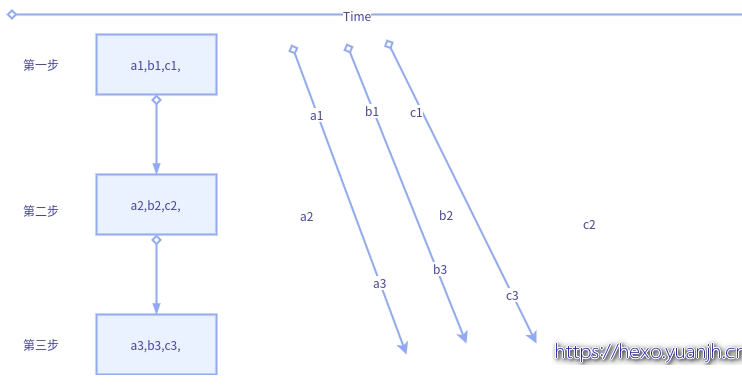 Time
第一步
a1,b1,c1,
a1
b1
c1
第二步
a2,b2,c2,
a2
b2
c2
a3
b3
c3
第三步
a3,b3,c3,
https://hexo.yuanjh.cn